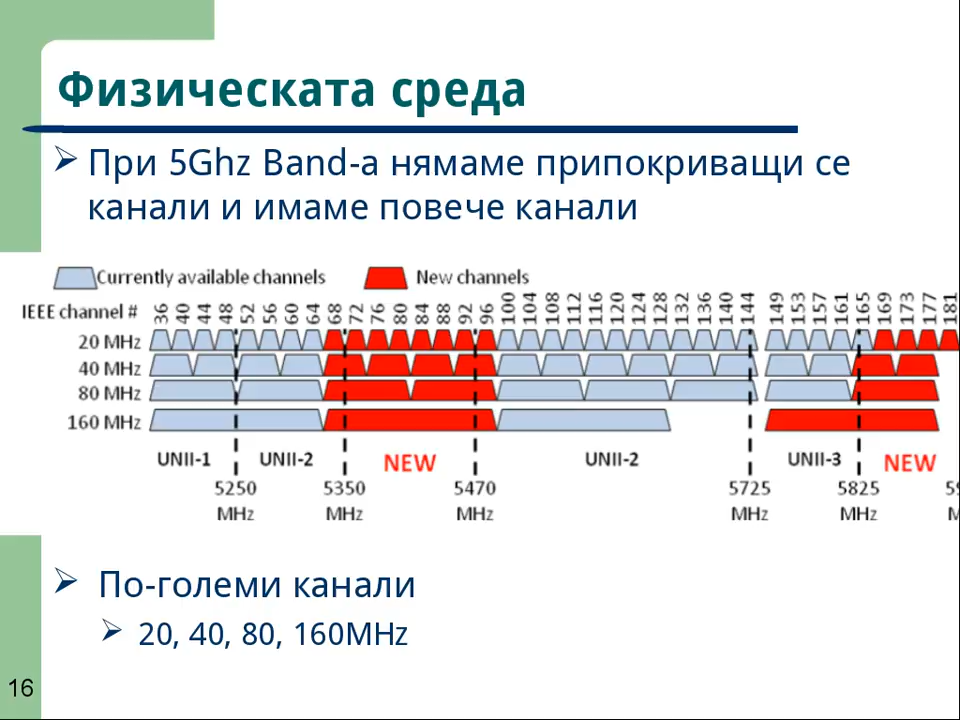 Физическата среда
При 5Ghz Band-а нямаме припокриващи се
канали и имаме повече канали
Currently available channels New channels
IEEE channel # 36 40 44 48 52 56 60 64 68 72 76 80 84 88 92 96 100 104 108 112 116 120 124 128 132 136 140 144 149 153 157 161 165 169 173 177 181
20 MHz
40 MHz
80 MHz
160 MHz
UNII-1 UNII-2 NEW UNII-2 UNII-3 NEW
5250 5350 5470 5725 5825
MHz MHz MHz MHz MHz
По-големи канали
20, 40, 80, 160MHz
16